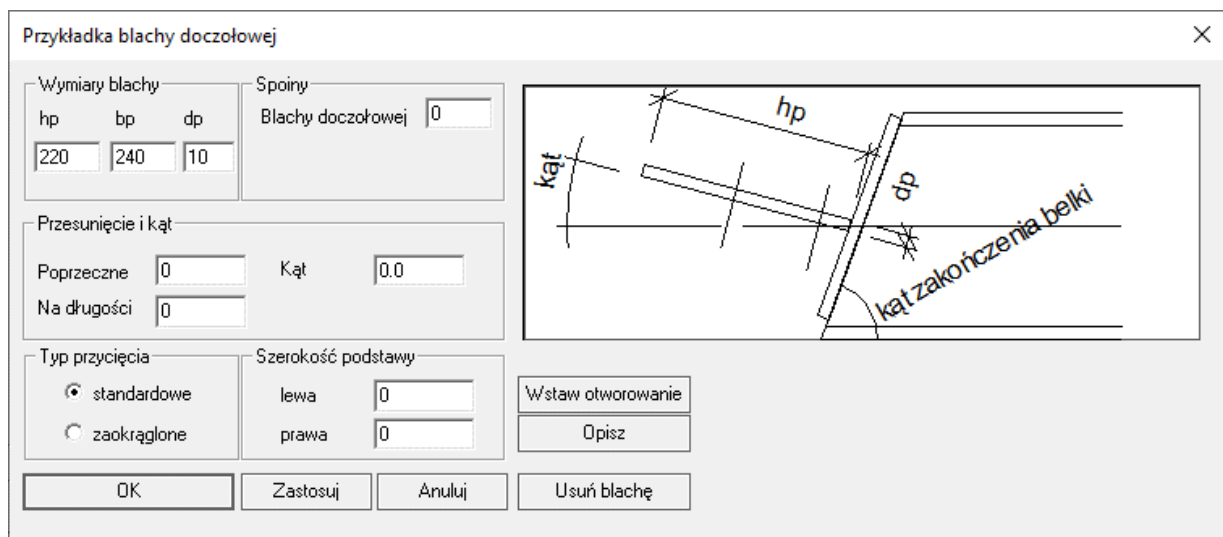 Przykładka blachy doczołowej
Wymiary blachy
hp bp dp
220 240 10
Spoiny
Blachy doczołowej 0
Przesunięcie i kąt
Poprzeczne 0 Kąt 0.0
Na długości 0
Typ przycięcia
standardowe
zaokrąglone
Szerokość podstawy
lewa 0
prawa 0
hp
kąt
dp
kąt zakończenia belki
Wstaw otworowanie
Opisz
OK Zastosuj Anuluj Usuń blachę